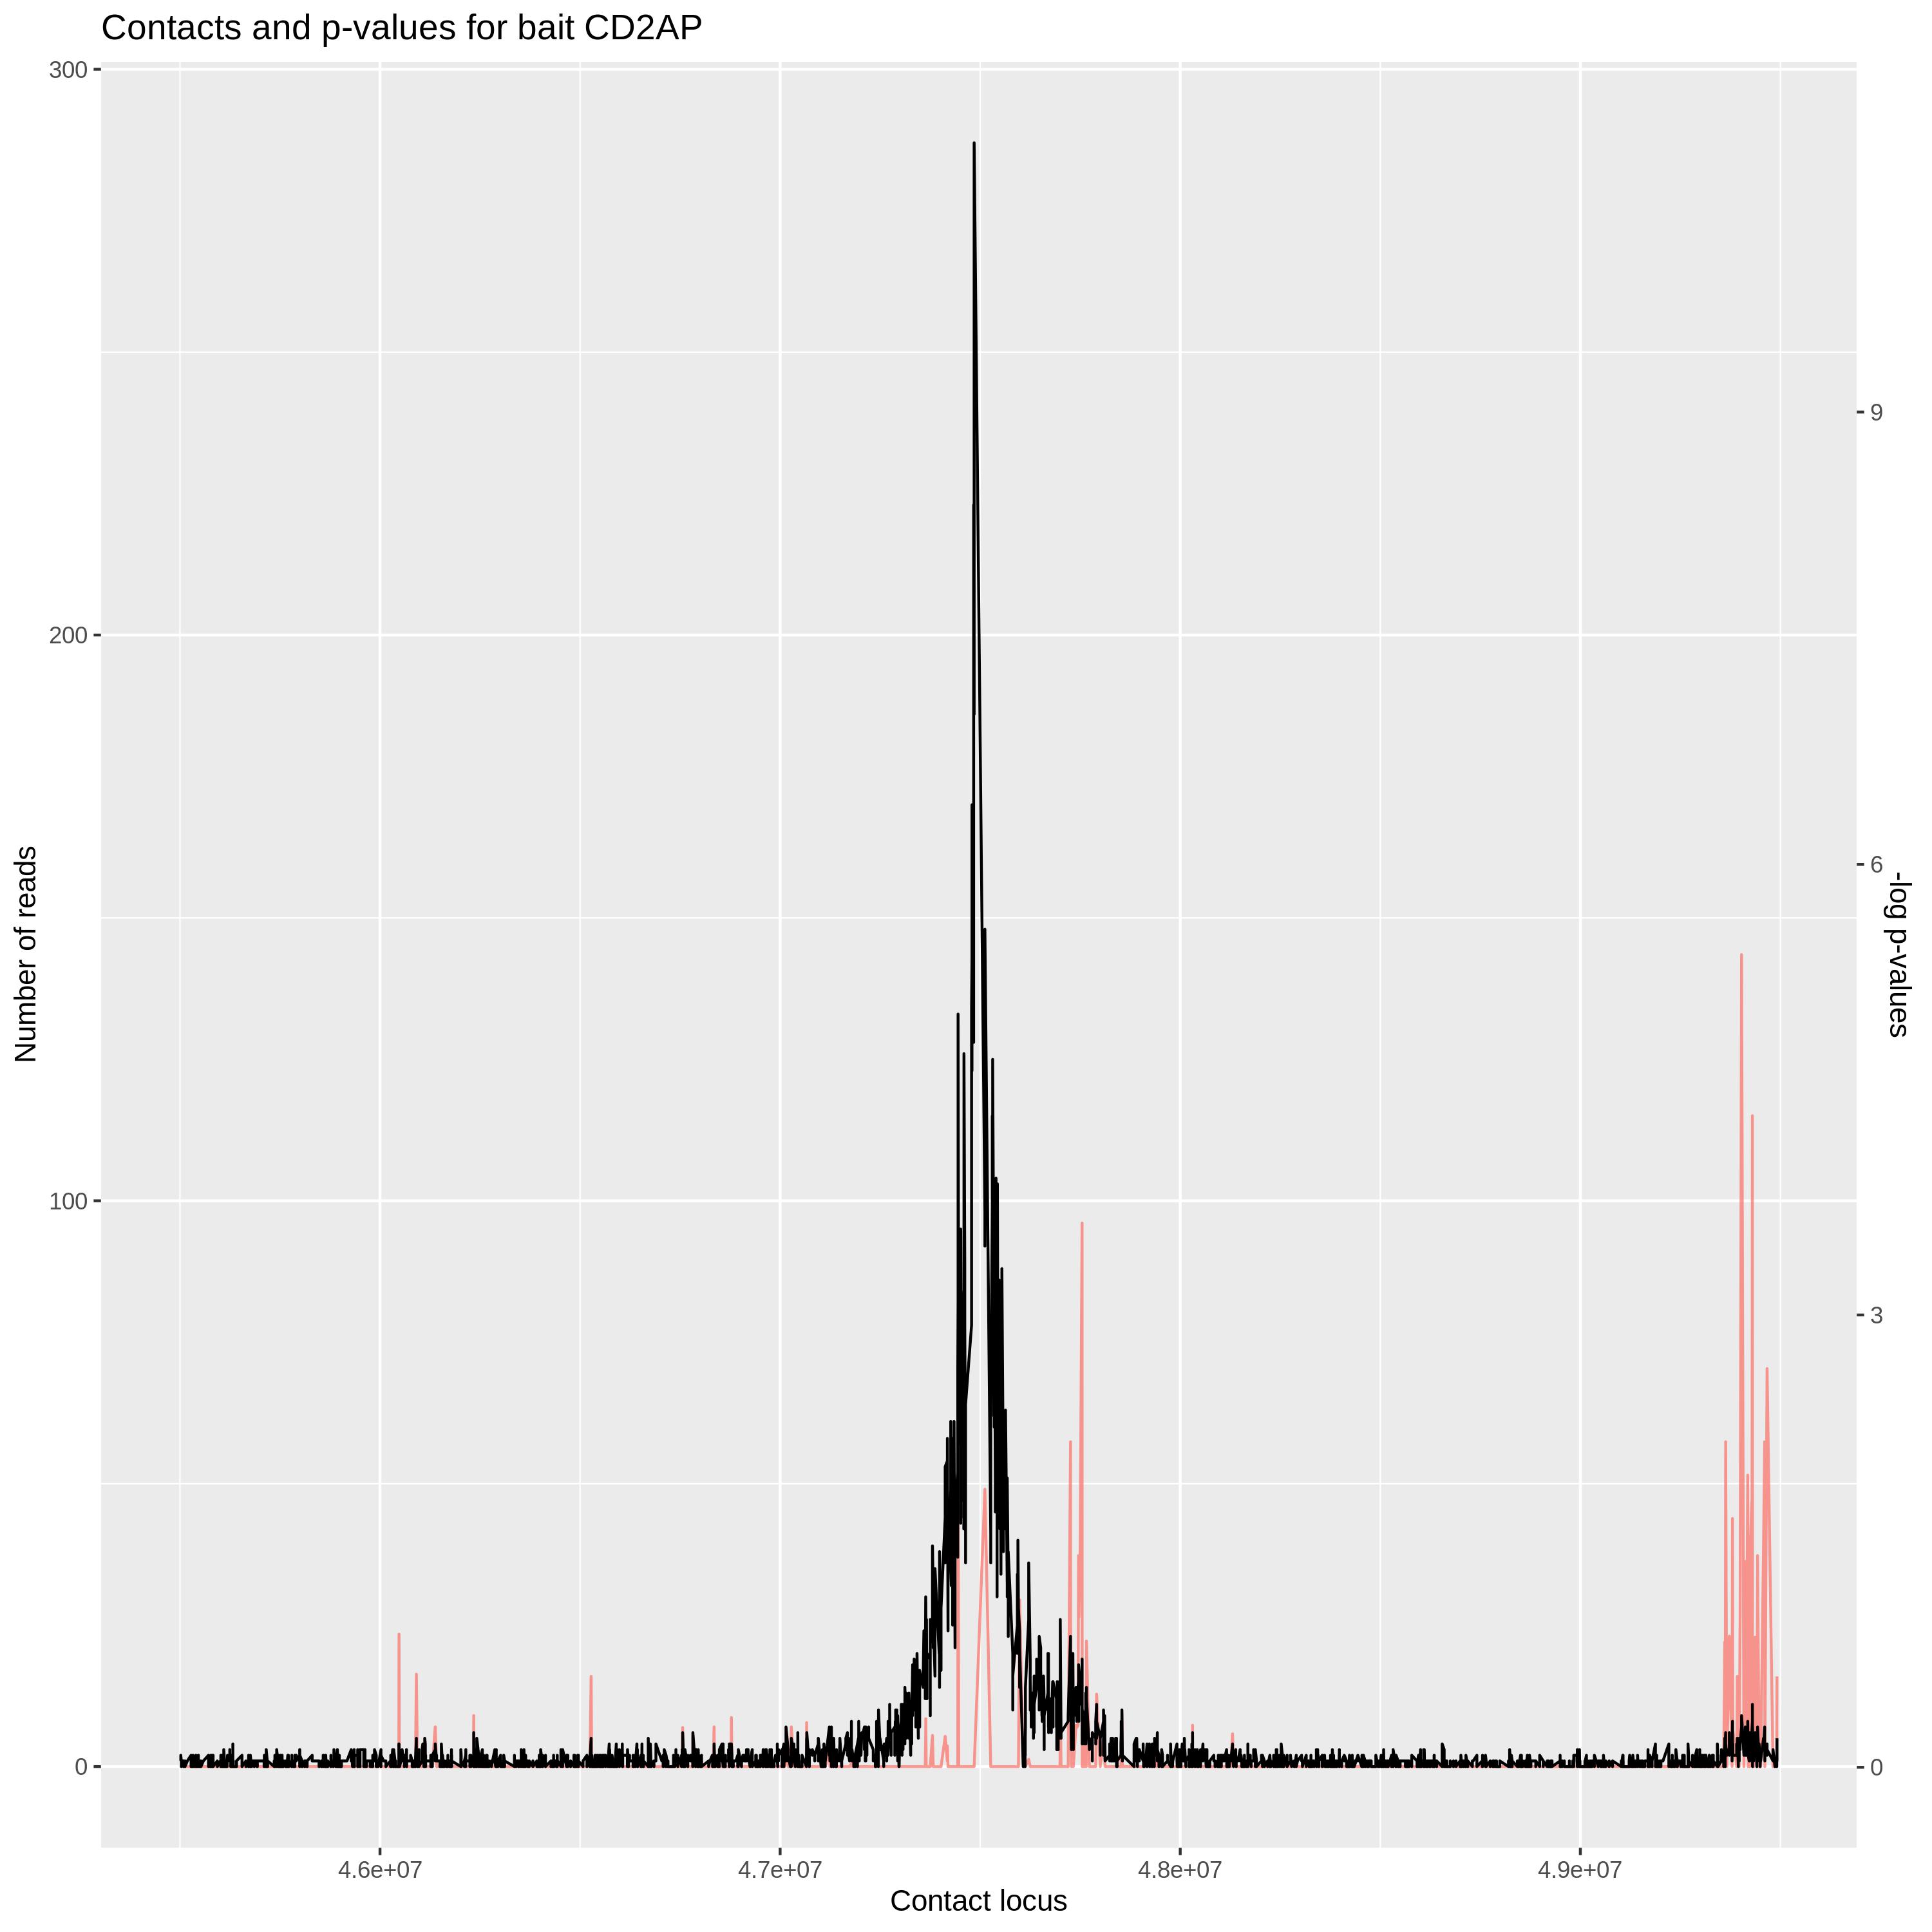 Contacts and p-values for bait CD2AP
300
200
100
0
Number of reads
9
6
3
0
-log p-values
4.6e+07
4.7e+07
4.8e+07
4.9e+07
Contact locus